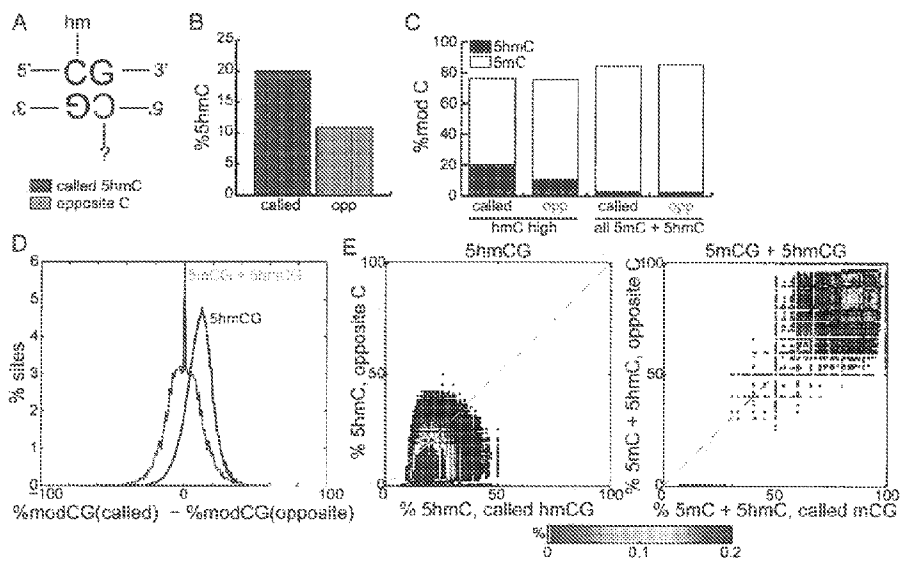 A
hm
5' CG 3'
3' GC 5'
?
called 5hmC
opposite C
B
%5hmC
25
20
15
10
5
0
called opp
C
%mod C
100
80
60
40
20
0
5hmC
5mC
called opp called opp
hmC high all 5mC + 5hmC
D
% sites
6
5
4
3
2
1
0
5mCG + 5hmCG
5hmCG
-100 0 100
%modCG(called) - %modCG(opposite)
E
5hmCG
% 5hmC, opposite C
100
50
0
0 50 100
% 5hmC, called hmCG
5mCG + 5hmCG
% 5mC + 5hmC, opposite C
100
50
0
0 50 100
% 5mC + 5hmC, called mCG
%
0 0.1 0.2